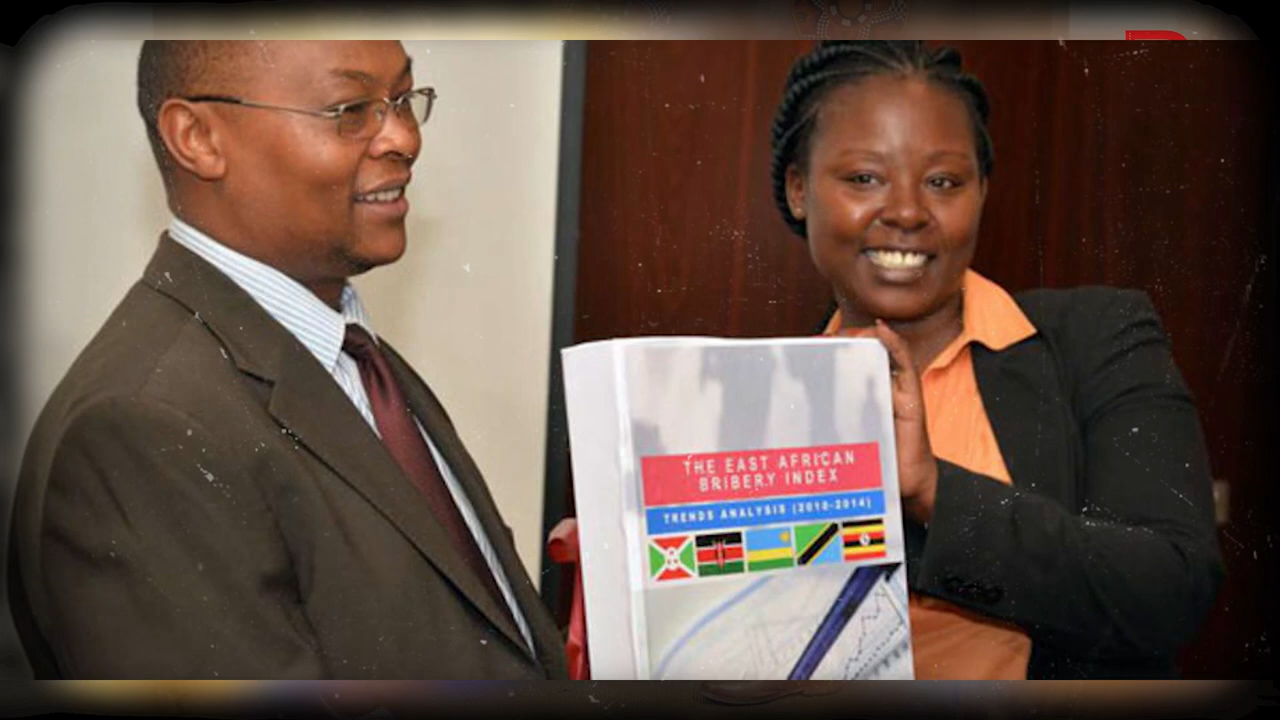 THE EAST AFRICAN
BRIBERY INDEX
TRENDS ANALYSIS (2010-2014)